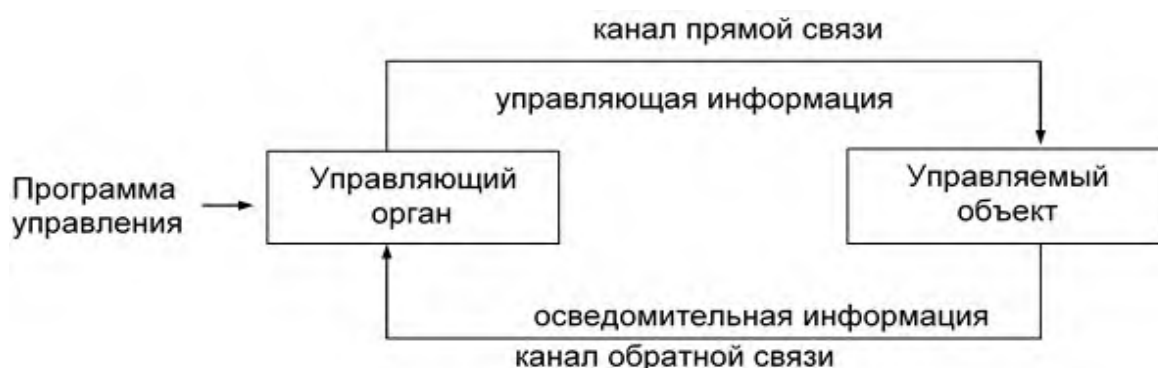 канал прямой связи
управляющая информация
Программа
управления
Управляющий
орган
Управляемый
объект
осведомительная информация
канал обратной связи